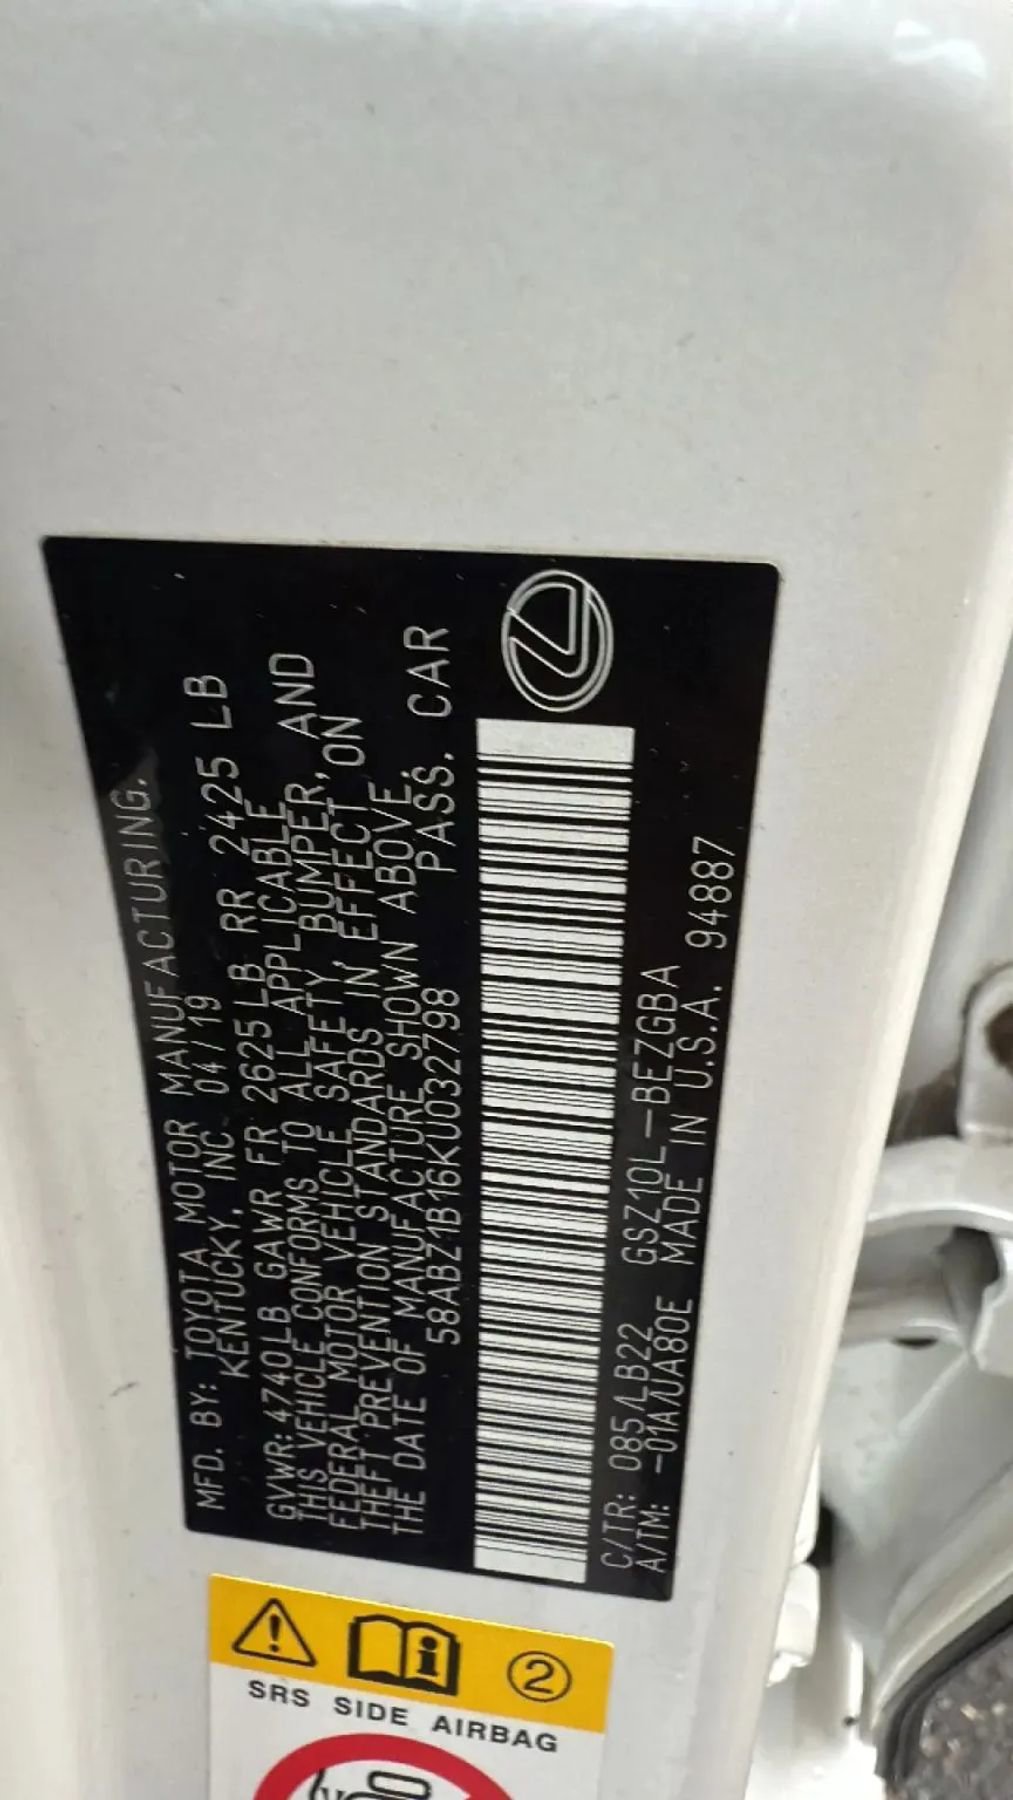 MFD. BY: TOYOTA MOTOR MANUFACTURING.
KENTUCKY, INC 04/19
GVWR: 4740LB GAWR FR 2625LB RR 2425 LB
THIS VEHICLE CONFORMS TO ALL APPLICABLE
FEDERAL MOTOR VEHICLE SAFETY, BUMPER, AND
THEFT PREVENTION STANDARDS IN EFFECT ON
THE DATE OF MANUFACTURE SHOWN ABOVE.
58ABZ1B16KU032798 PASS. CAR
C/TR: 085/LB22 GSZ10L-BEZGBA
A/TM: -01A/UA80E MADE IN U.S.A. 94887
2
SRS SIDE AIRBAG